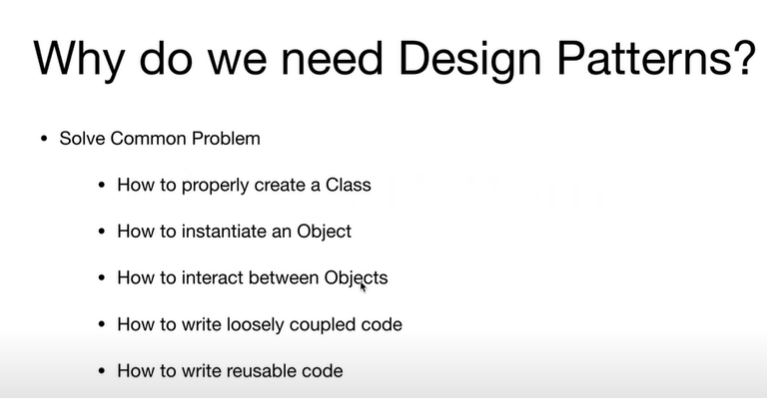 Why do we need Design Patterns?
• Solve Common Problem
• How to properly create a Class
• How to instantiate an Object
• How to interact between Objects
• How to write loosely coupled code
• How to write reusable code